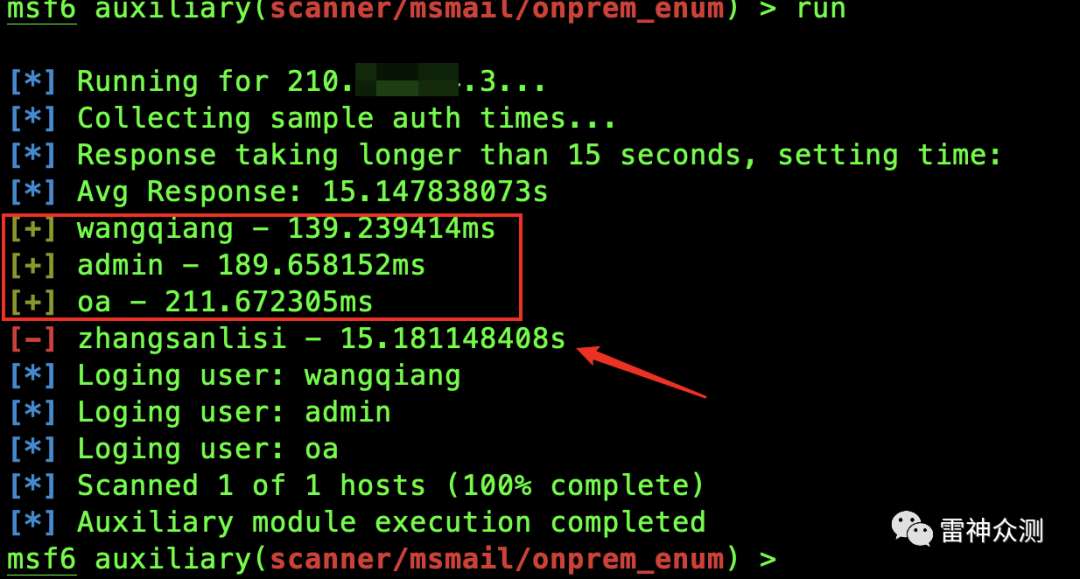 msf6 auxiliary(scanner/msmail/onprem_enum) > run
[*] Running for 210. .3...
[*] Collecting sample auth times...
[*] Response taking longer than 15 seconds, setting time:
[*] Avg Response: 15.147838073s
[+] wangqiang - 139.239414ms
[+] admin - 189.658152ms
[+] oa - 211.672305ms
[-] zhangsanlisi - 15.181148408s
[*] Loging user: wangqiang
[*] Loging user: admin
[*] Loging user: oa
[*] Scanned 1 of 1 hosts (100% complete)
[*] Auxiliary module execution completed
msf6 auxiliary(scanner/msmail/onprem_enum) >
雷神众测